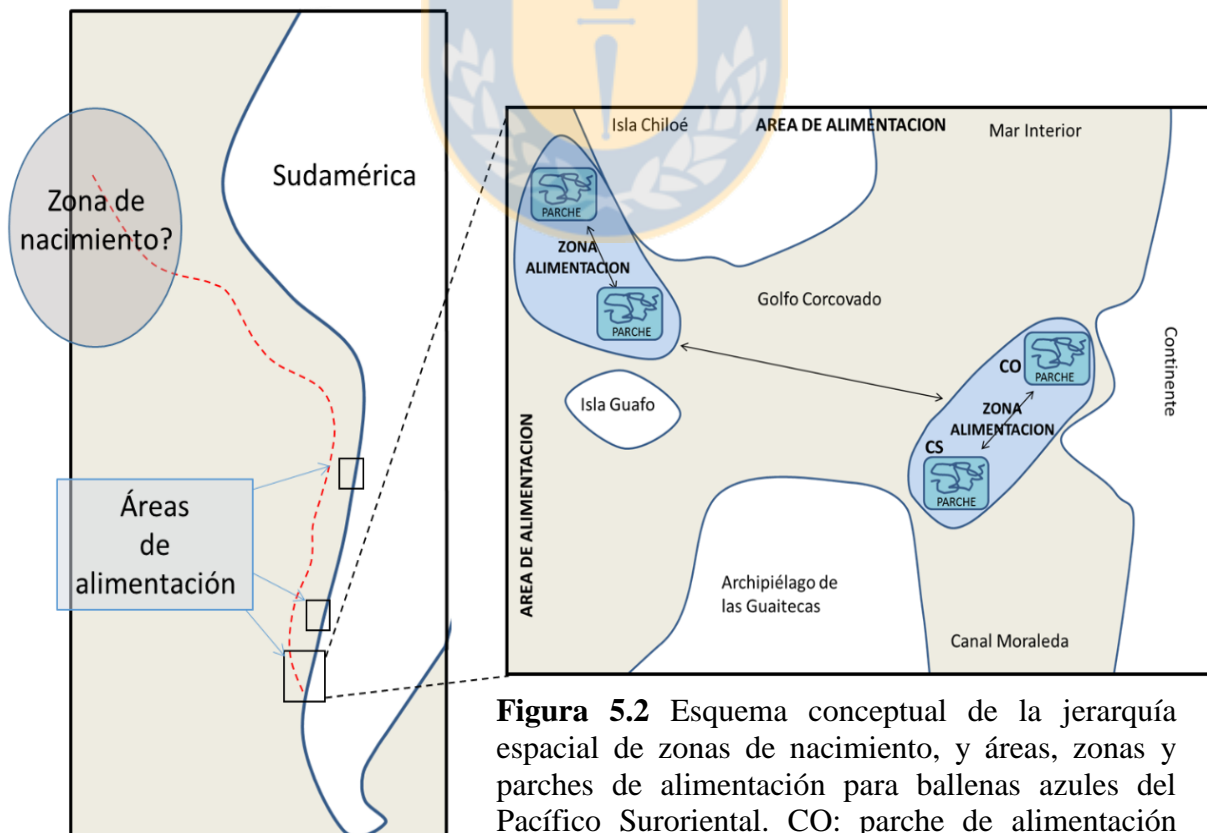 Sudamérica
Zona de
nacimiento?
Áreas
de
alimentación
Isla Chiloé
AREA DE ALIMENTACION
Mar Interior
PARCHE
ZONA
ALIMENTACION
PARCHE
Golfo Corcovado
Continente
CO
PARCHE
ZONA
ALIMENTACION
CS
PARCHE
Isla Guafo
AREA DE ALIMENTACION
Archipiélago de
las Guaitecas
Canal Moraleda
Figura 5.2 Esquema conceptual de la jerarquía
espacial de zonas de nacimiento, y áreas, zonas y
parches de alimentación para ballenas azules del
Pacífico Suroriental. CO: parche de alimentación